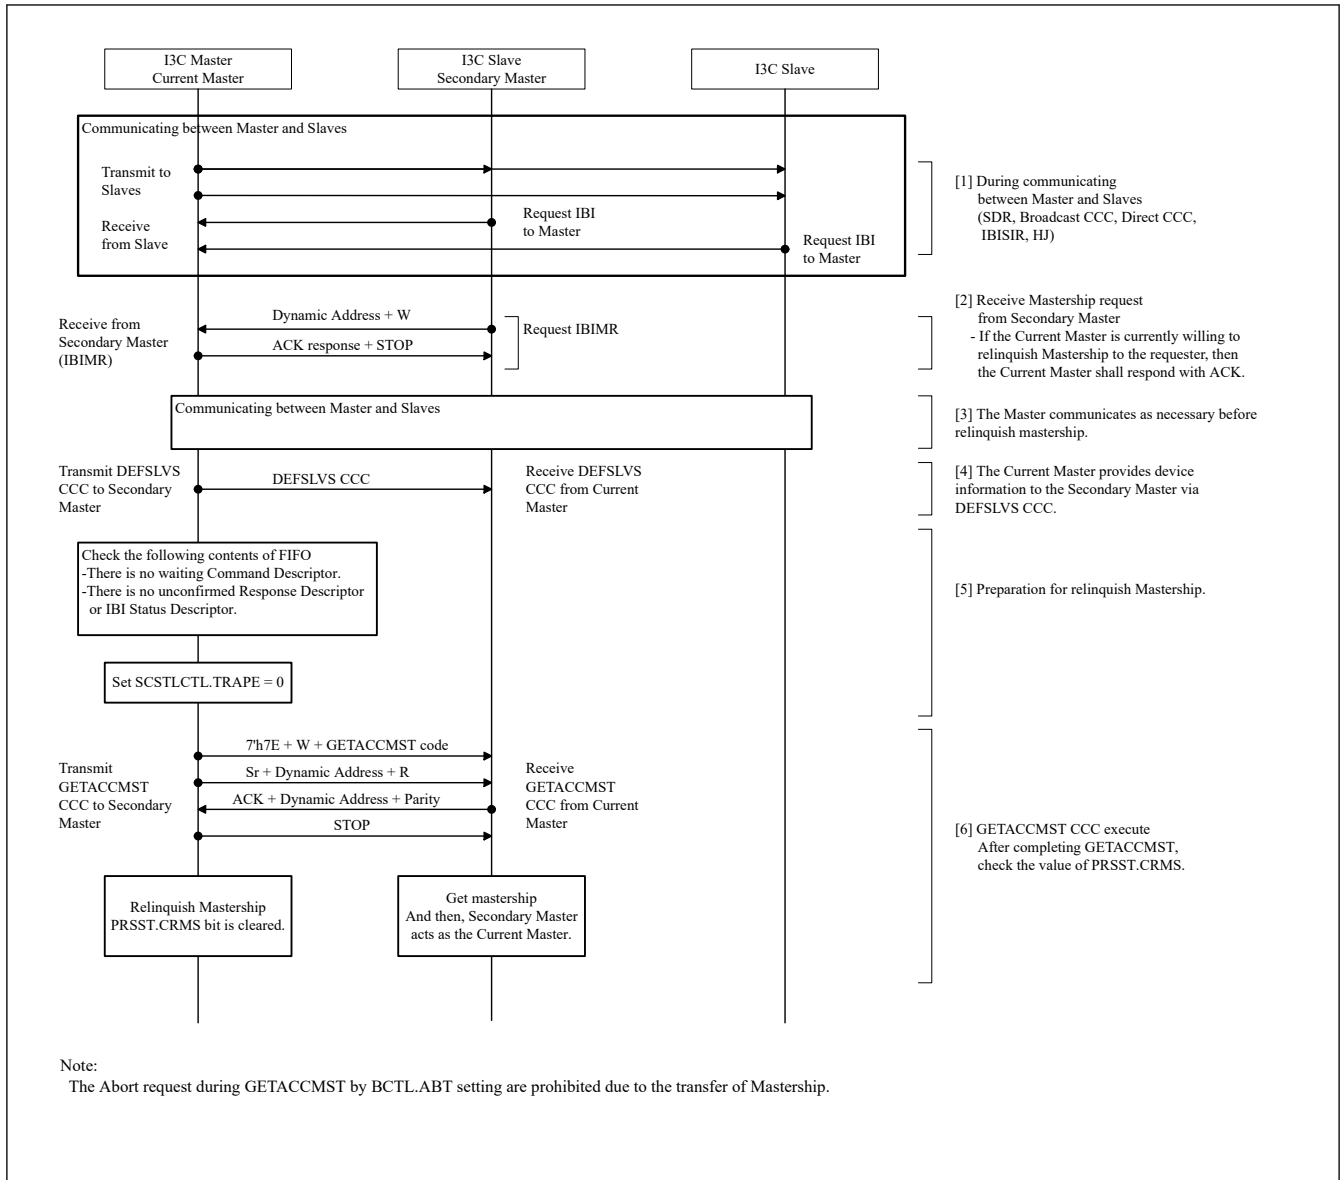 I3C Master
Current Master
I3C Slave
Secondary Master
I3C Slave
Communicating between Master and Slaves
Transmit to
Slaves
Receive
from Slave
Request IBI
to Master
Request IBI
to Master
[1] During communicating
between Master and Slaves
(SDR, Broadcast CCC, Direct CCC,
IBISIR, HJ)
Receive from
Secondary Master
(IBIMR)
Dynamic Address + W
ACK response + STOP
Request IBIMR
[2] Receive Mastership request
from Secondary Master
- If the Current Master is currently willing to
relinquish Mastership to the requester, then
the Current Master shall respond with ACK.
Communicating between Master and Slaves
[3] The Master communicates as necessary before
relinquish mastership.
Transmit DEFSLVS
CCC to Secondary
Master
DEFSLVS CCC
Receive DEFSLVS
CCC from Current
Master
[4] The Current Master provides device
information to the Secondary Master via
DEFSLVS CCC.
Check the following contents of FIFO
-There is no waiting Command Descriptor.
-There is no unconfirmed Response Descriptor
or IBI Status Descriptor.
[5] Preparation for relinquish Mastership.
Set SCSTLCTL.TRAPE = 0
Transmit
GETACCMST
CCC to Secondary
Master
7'h7E + W + GETACCMST code
Sr + Dynamic Address + R
ACK + Dynamic Address + Parity
STOP
Receive
GETACCMST
CCC from Current
Master
[6] GETACCMST CCC execute
After completing GETACCMST,
check the value of PRSST.CRMS.
Relinquish Mastership
PRSST.CRMS bit is cleared.
Get mastership
And then, Secondary Master
acts as the Current Master.
Note:
The Abort request during GETACCMST by BCTL.ABT setting are prohibited due to the transfer of Mastership.